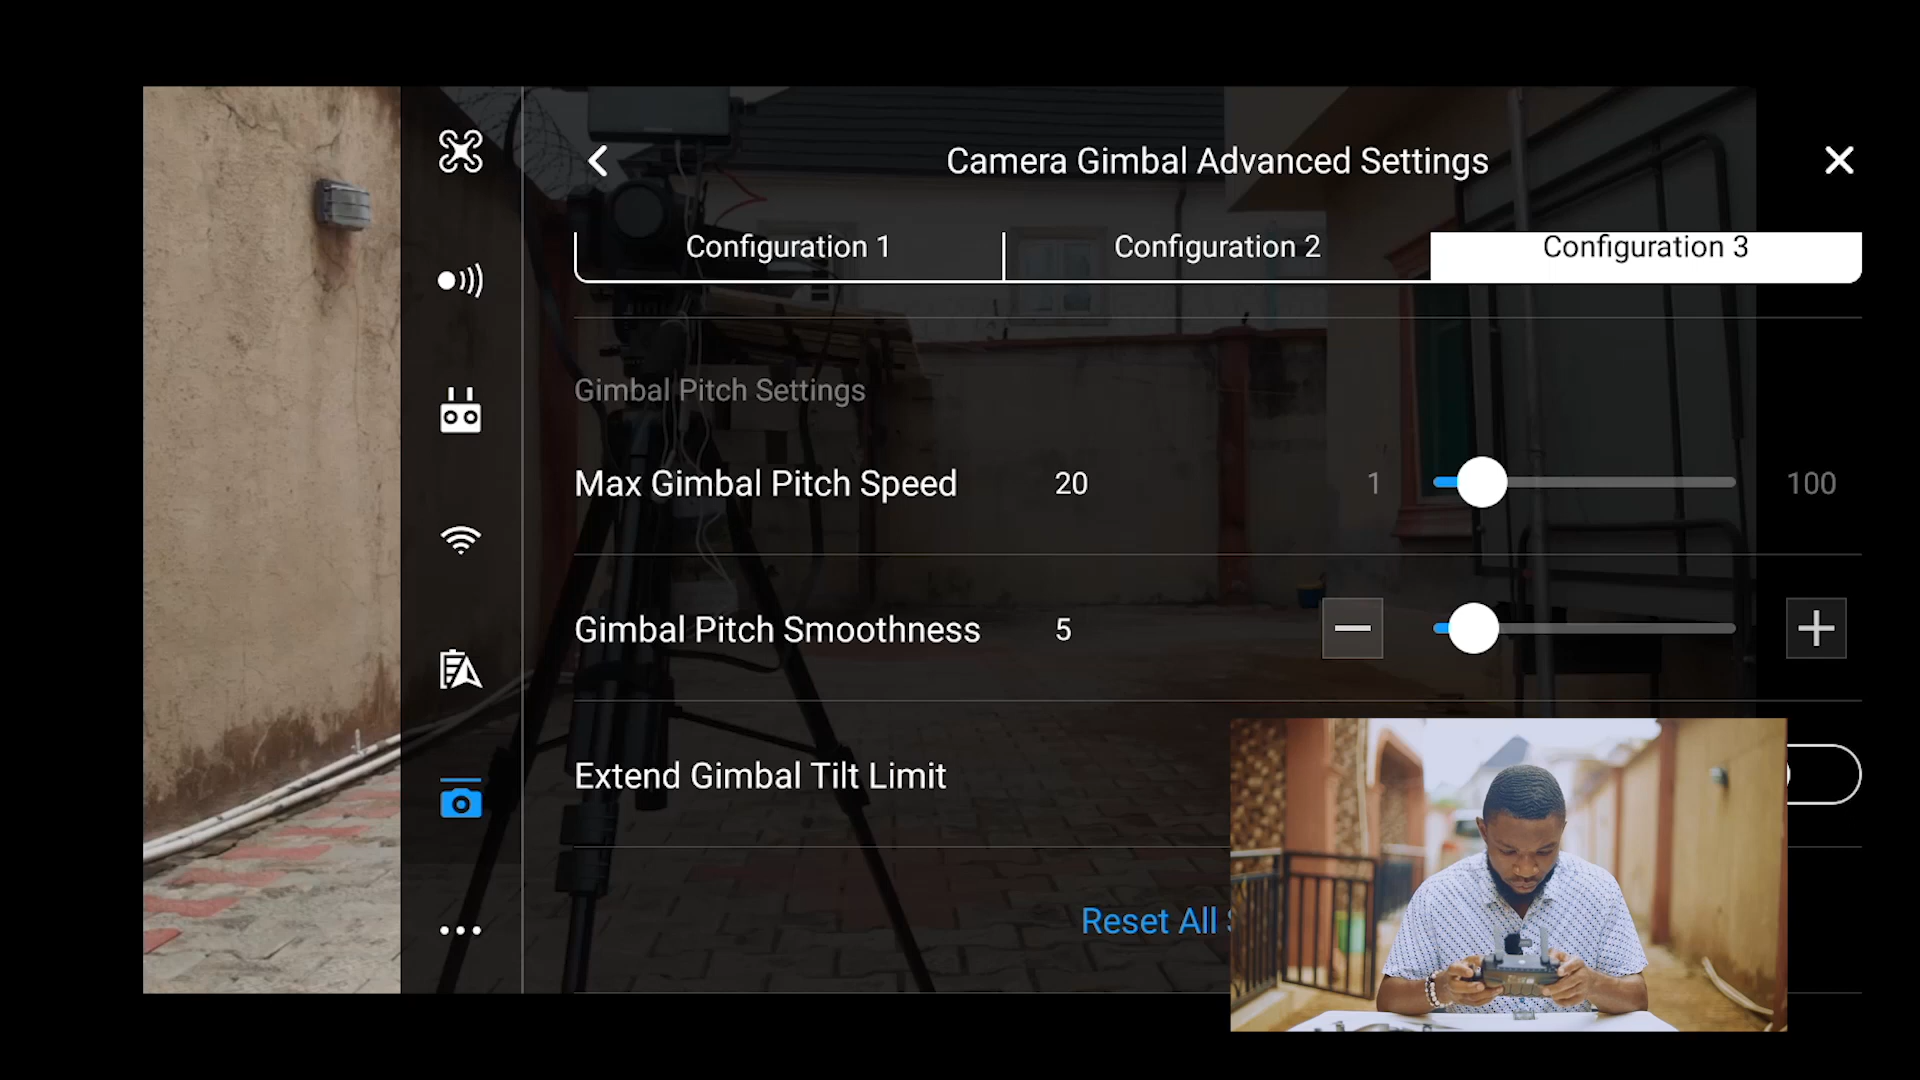 Camera Gimbal Advanced Settings
Configuration 1
Configuration 2
Configuration 3
Gimbal Pitch Settings
Max Gimbal Pitch Speed 20 1 100
Gimbal Pitch Smoothness 5
Extend Gimbal Tilt Limit
Reset All